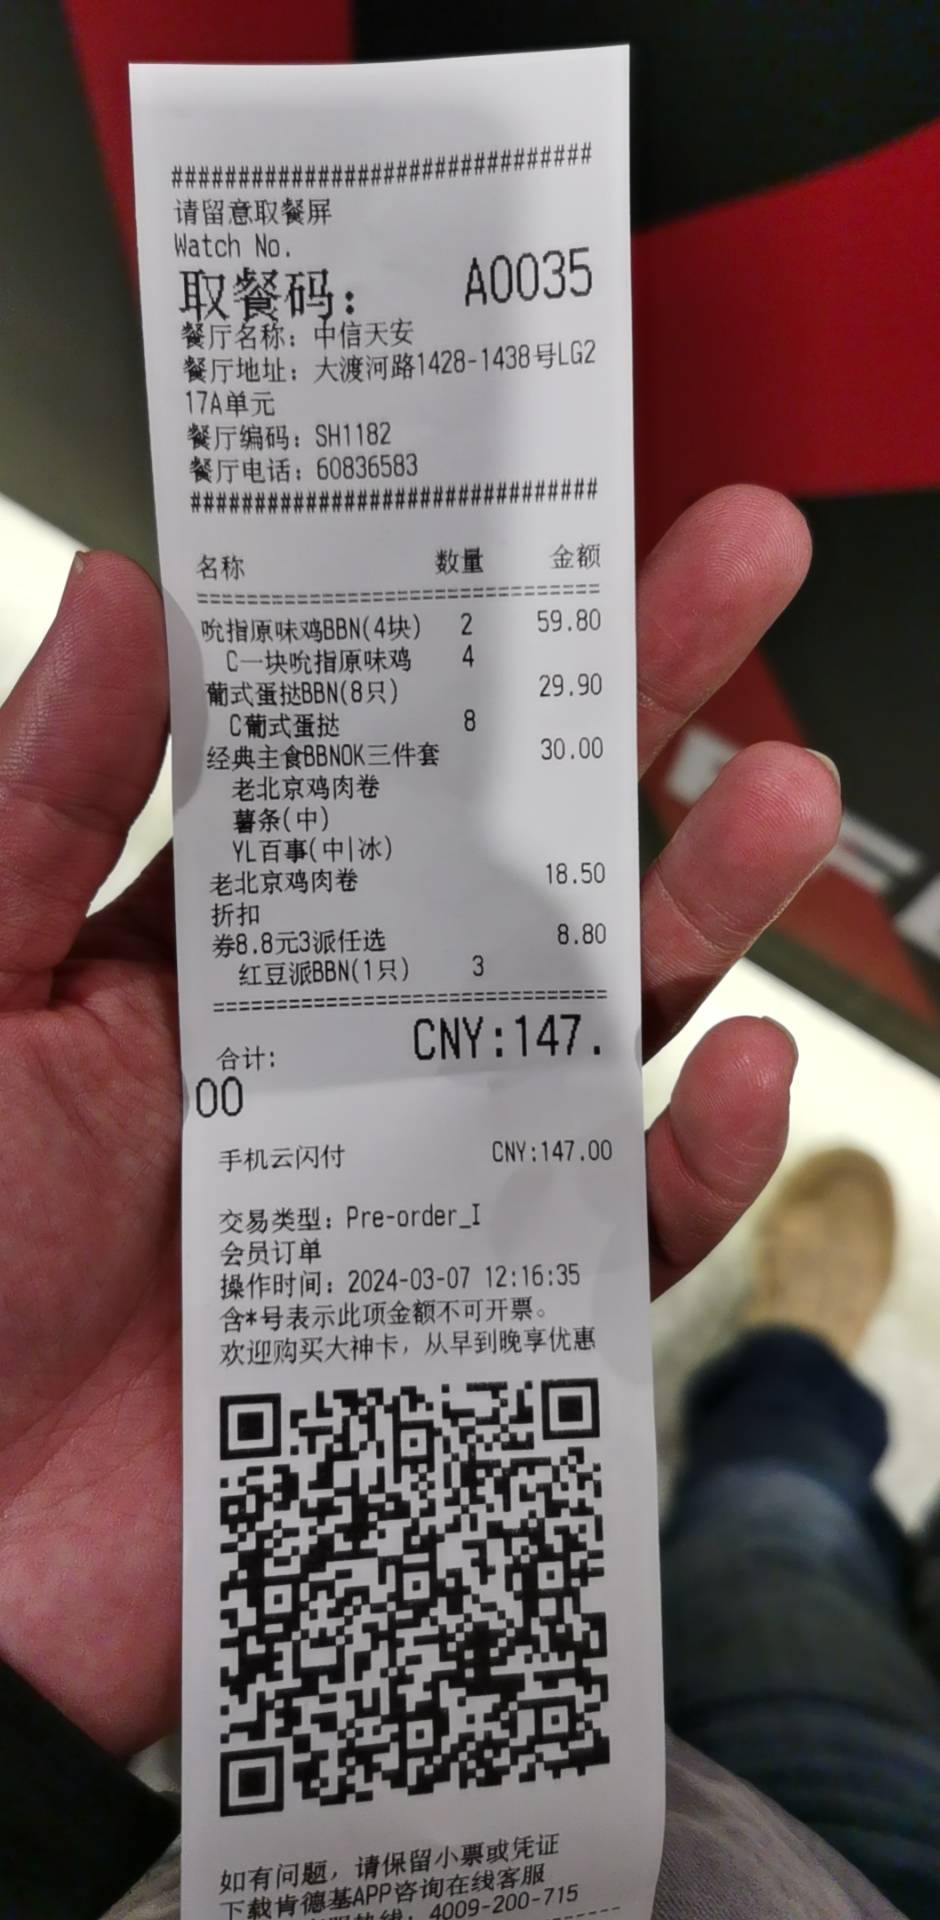 ################################
请留意取餐屏
Watch No.
取餐码： A0035
餐厅名称：中信天安
餐厅地址：大渡河路1428-1438号LG2
17A单元
餐厅编码：SH1182
餐厅电话：60836583
################################
名称 数量 金额
==============================
吮指原味鸡BBN(4块) 2 59.80
C一块吮指原味鸡 4
葡式蛋挞BBN(8只) 29.90
C葡式蛋挞 8
经典主食BBNOK三件套 30.00
老北京鸡肉卷
薯条(中)
YL百事(中|冰)
老北京鸡肉卷 18.50
折扣
券8.8元3派任选 8.80
红豆派BBN(1只) 3
==============================
合计: CNY:147.
00
手机云闪付 CNY:147.00
交易类型：Pre-order_I
会员订单
操作时间：2024-03-07 12:16:35
含*号表示此项金额不可开票。
欢迎购买大神卡，从早到晚享优惠
如有问题，请保留小票或凭证
下载肯德基APP咨询在线客服
4009-200-715